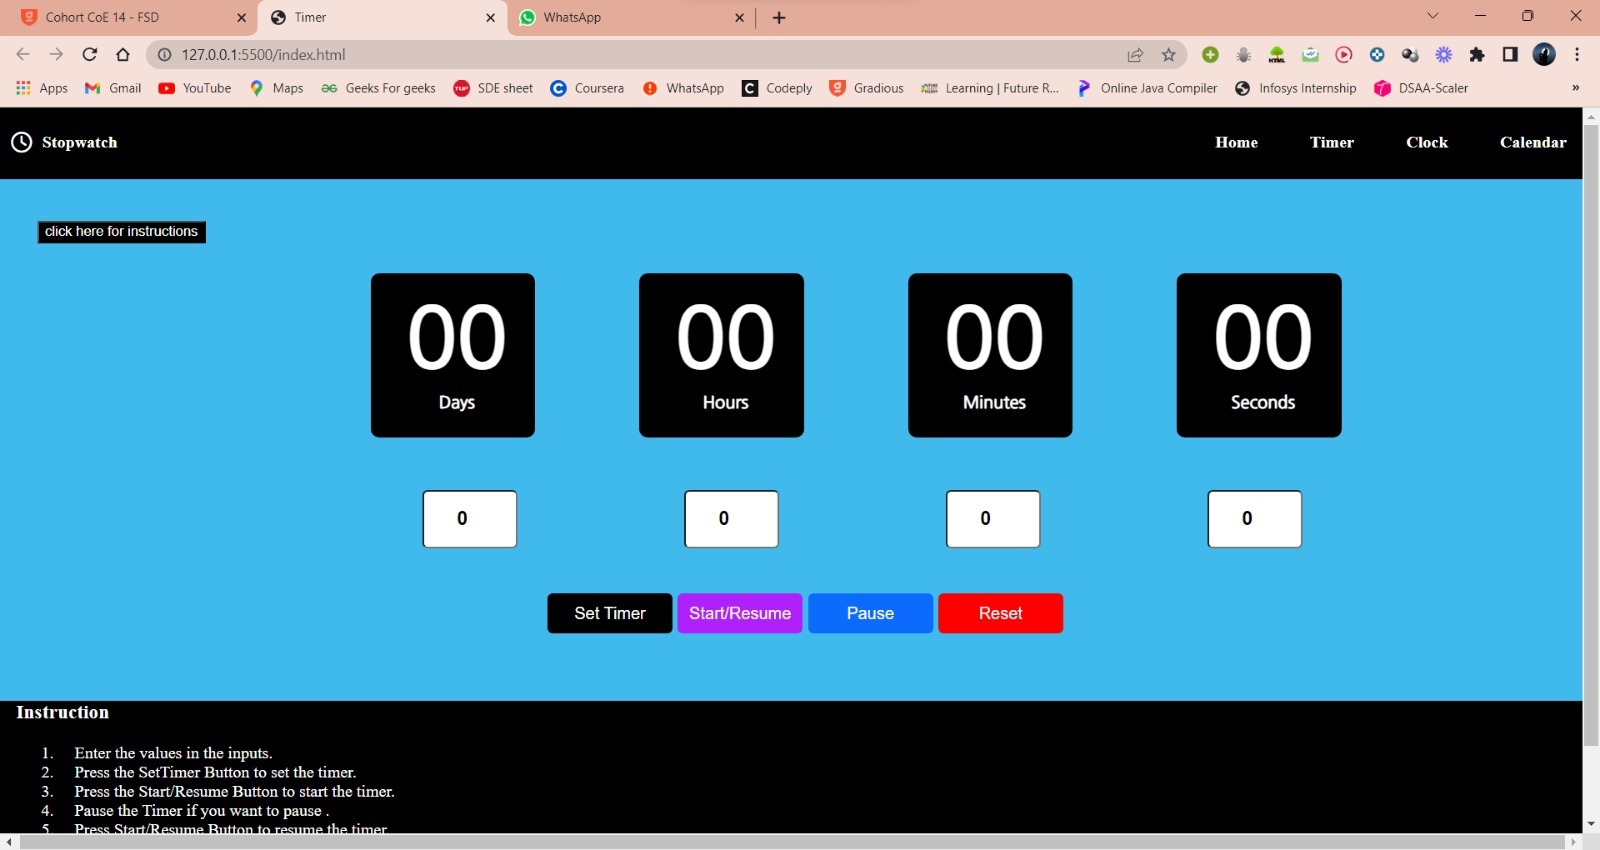 Cohort CoE 14 - FSD
Timer
WhatsApp
127.0.0.1:5500/index.html
Apps
Gmail
YouTube
Maps
Geeks For geeks
SDE sheet
Coursera
WhatsApp
Codeply
Gradious
Learning | Future R...
Online Java Compiler
Infosys Internship
DSAA-Scaler
»
Stopwatch
Home
Timer
Clock
Calendar
click here for instructions
00
00
00
00
Days
Hours
Minutes
Seconds
0
0
0
0
Set Timer
Start/Resume
Pause
Reset
Instruction
1. Enter the values in the inputs.
2. Press the SetTimer Button to set the timer.
3. Press the Start/Resume Button to start the timer.
4. Pause the Timer if you want to pause .
5. Press Start/Resume Button to resume the timer